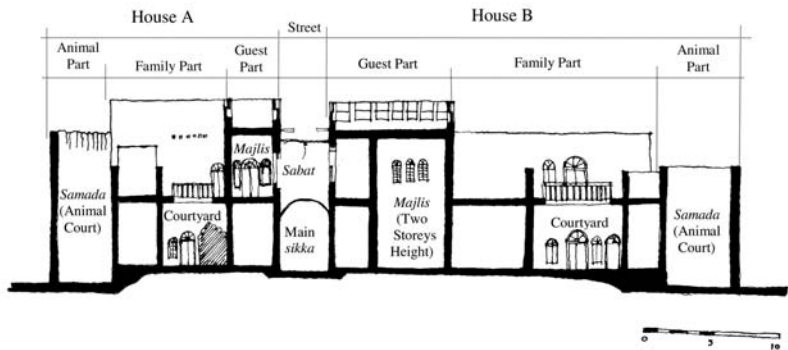 House A
Street
House B
Animal
Part
Family Part
Guest
Part
Guest Part
Family Part
Animal
Part
Majlis
Sabat
Samada
(Animal
Court)
Courtyard
Main
sikka
Majlis
(Two
Storeys
Height)
Courtyard
Samada
(Animal
Court)
0 5 10